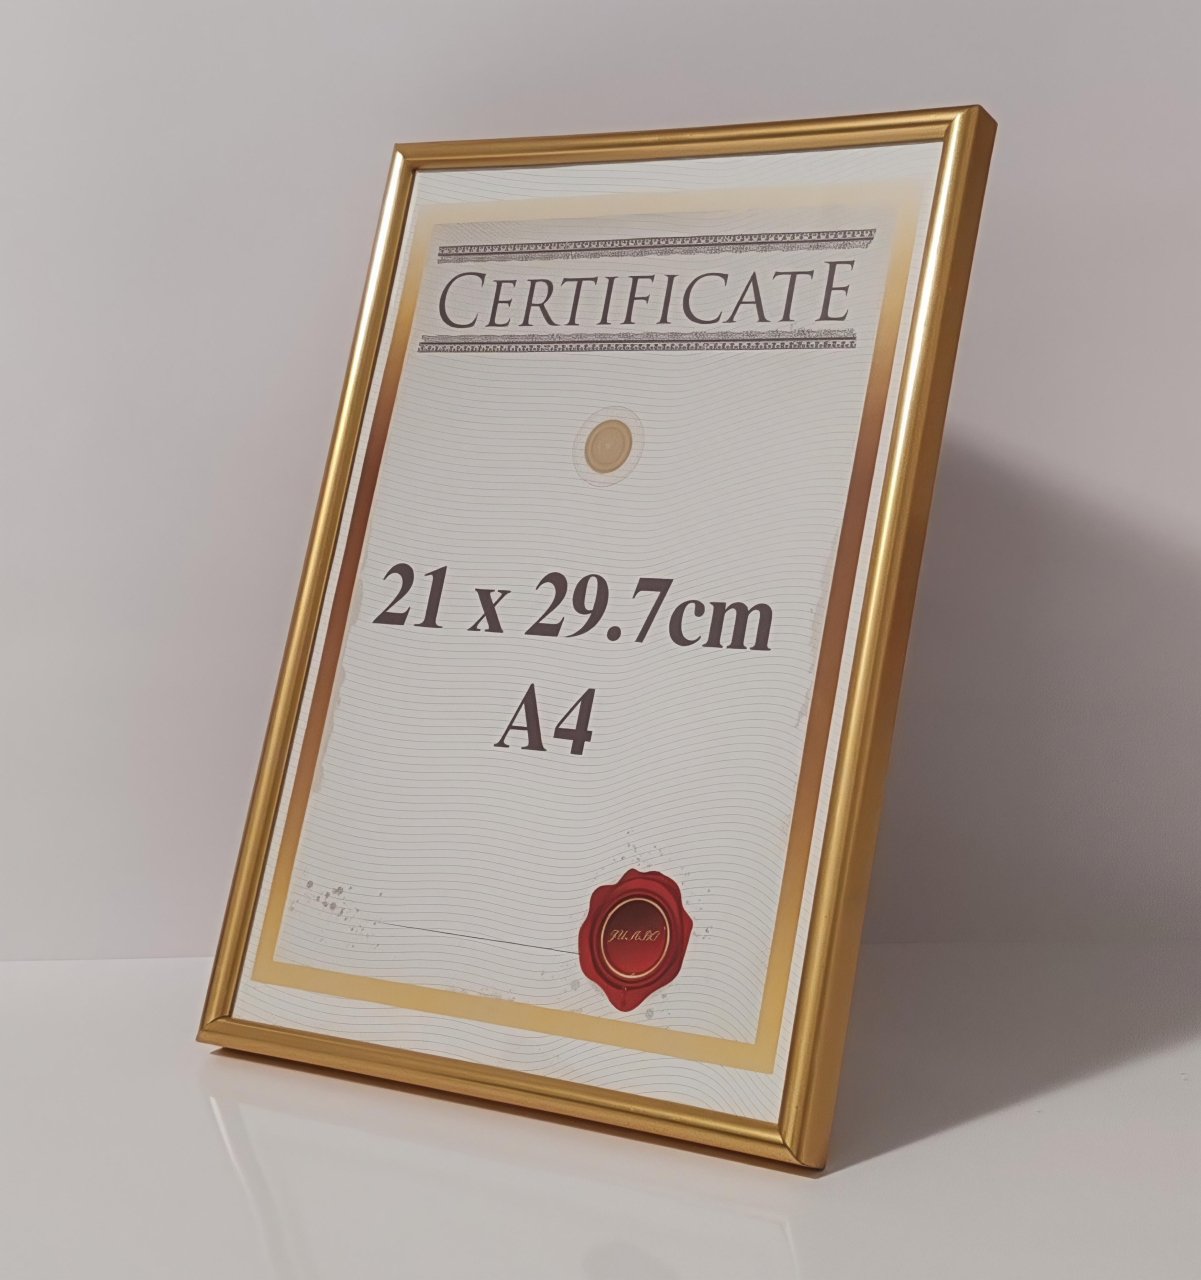 CERTIFICATE
21 x 29.7cm
A4